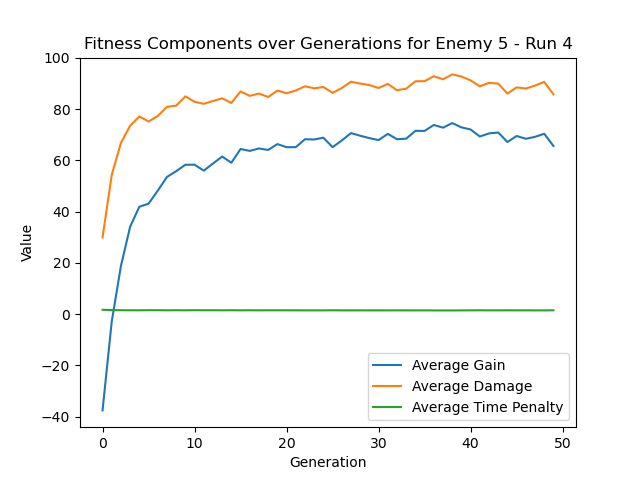 Fitness Components over Generations for Enemy 5 - Run 4
100
80
60
40
20
0
−20
−40
Value
0 10 20 30 40 50
Generation
Average Gain
Average Damage
Average Time Penalty